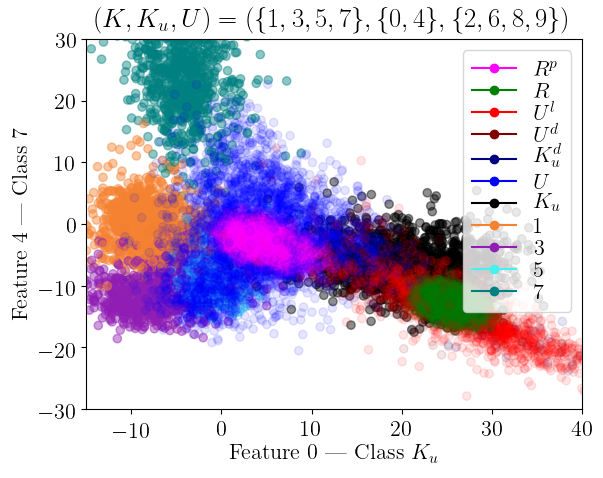 (K, K_u, U) = ({1, 3, 5, 7}, {0, 4}, {2, 6, 8, 9})
30
20
10
0
−10
−20
−30
Feature 4 — Class 7
R^p
R
U^l
U^d
K_u^d
U
K_u
1
3
5
7
−10
0
10
20
30
40
Feature 0 — Class K_u